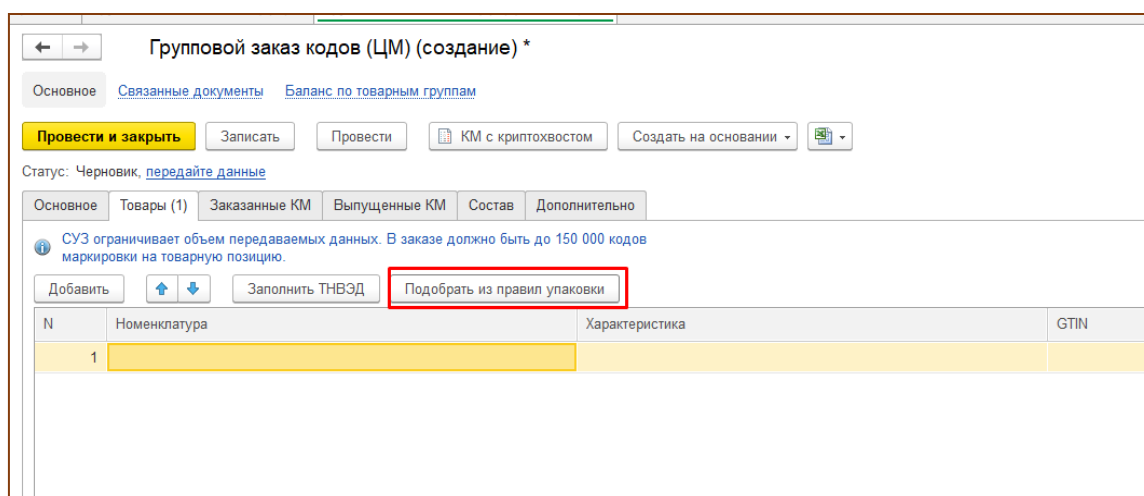 Групповой заказ кодов (ЦМ) (создание) *
Основное Связанные документы Баланс по товарным группам
Провести и закрыть Записать Провести КМ с криптохвостом Создать на основании
Статус: Черновик, передайте данные
Основное Товары (1) Заказанные КМ Выпущенные КМ Состав Дополнительно
СУЗ ограничивает объем передаваемых данных. В заказе должно быть до 150 000 кодов
маркировки на товарную позицию.
Добавить Заполнить ТНВЭД Подобрать из правил упаковки
N Номенклатура Характеристика GTIN
1